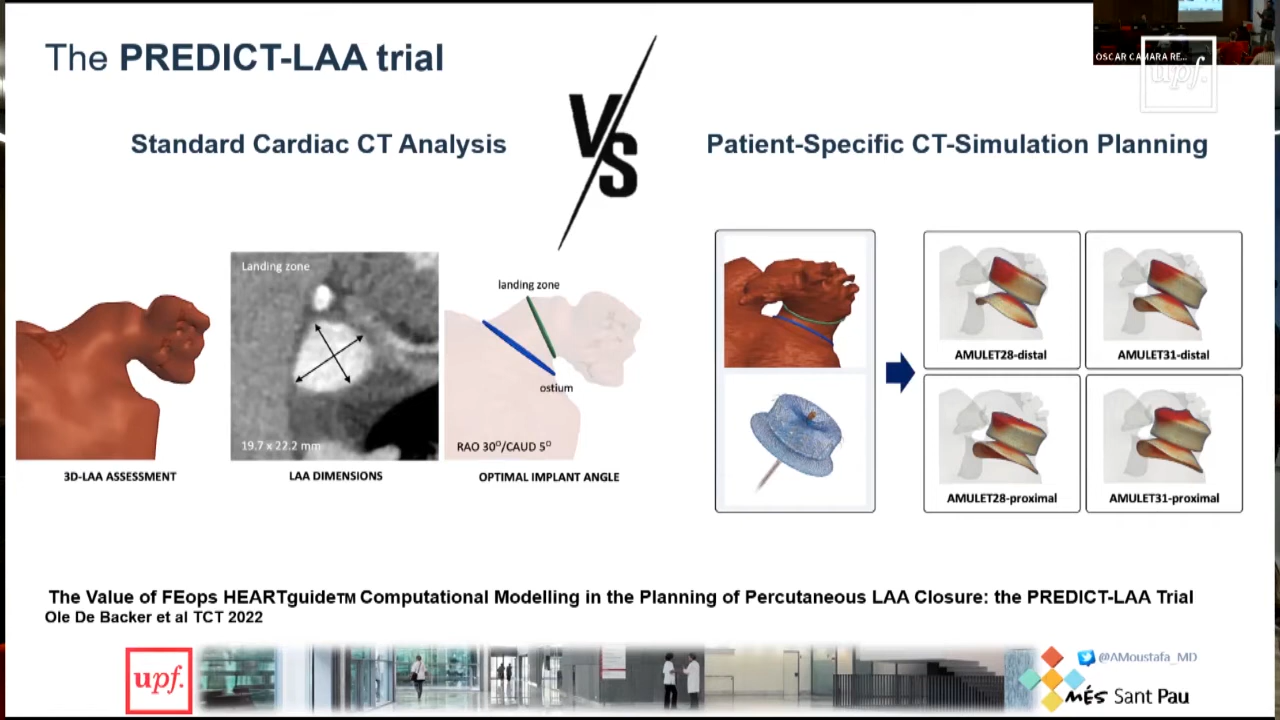 The PREDICT-LAA trial
OSCAR CAMARA RE...
upf.
VS
Standard Cardiac CT Analysis
Patient-Specific CT-Simulation Planning
Landing zone
19.7 x 22.2 mm
landing zone
ostium
RAO 30°/CAUD 5°
3D-LAA ASSESSMENT
LAA DIMENSIONS
OPTIMAL IMPLANT ANGLE
AMULET28-distal
AMULET31-distal
AMULET28-proximal
AMULET31-proximal
The Value of FEops HEARTguide™ Computational Modelling in the Planning of Percutaneous LAA Closure: the PREDICT-LAA Trial
Ole De Backer et al TCT 2022
upf.
@AMoustafa_MD
MÉS Sant Pau